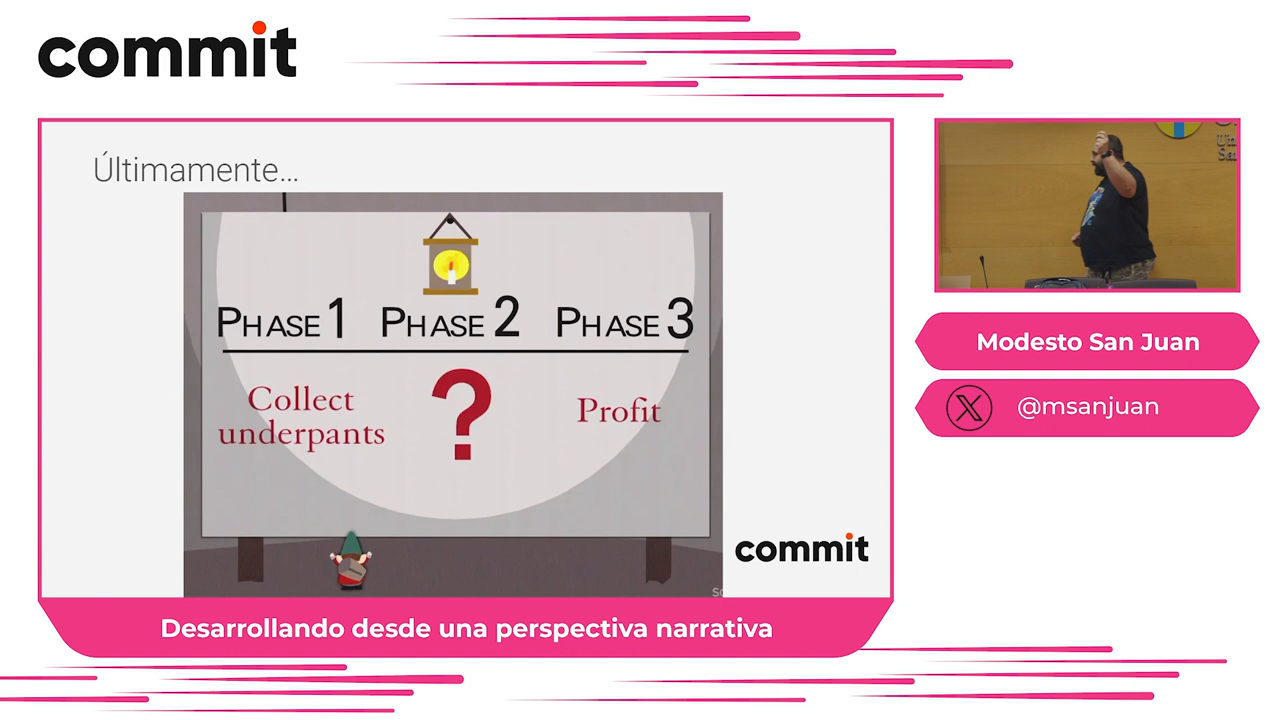 commit
Últimamente...
PHASE 1 PHASE 2 PHASE 3
Collect underpants
?
Profit
commit
Desarrollando desde una perspectiva narrativa
Modesto San Juan
@msanjuan